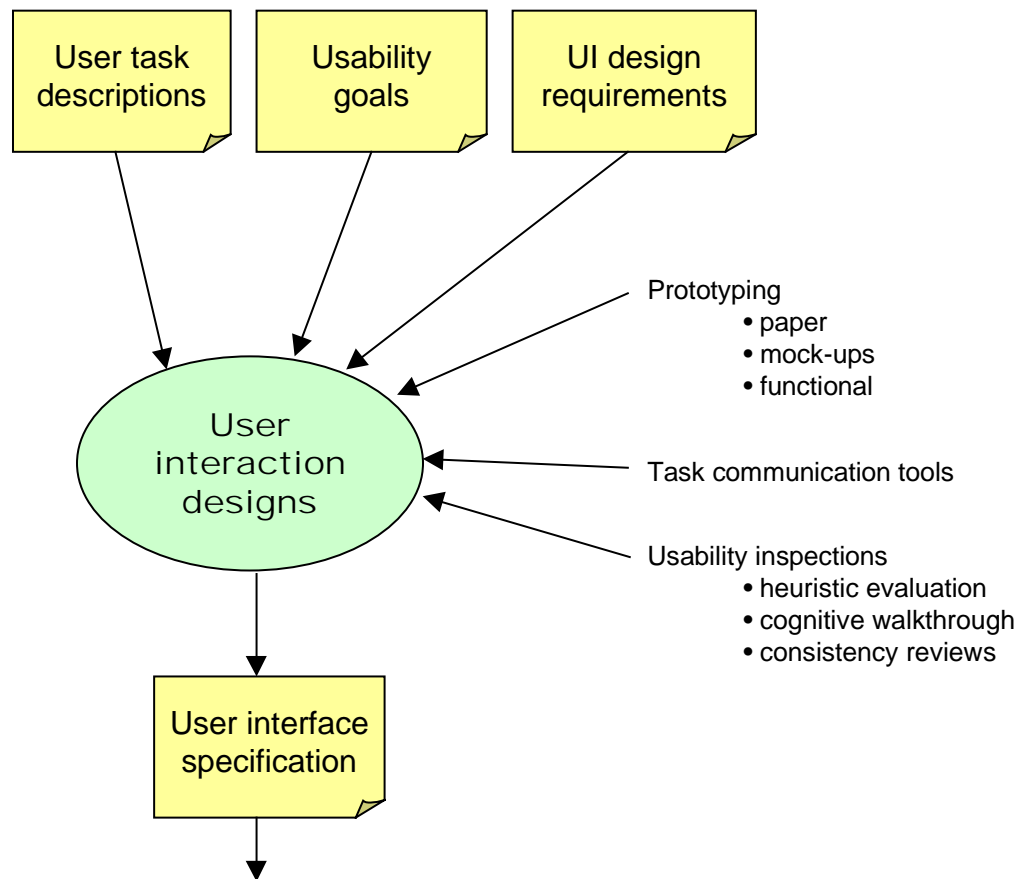 User task
descriptions
Usability
goals
UI design
requirements
Prototyping
• paper
• mock-ups
• functional
User
interaction
designs
Task communication tools
Usability inspections
• heuristic evaluation
• cognitive walkthrough
• consistency reviews
User interface
specification